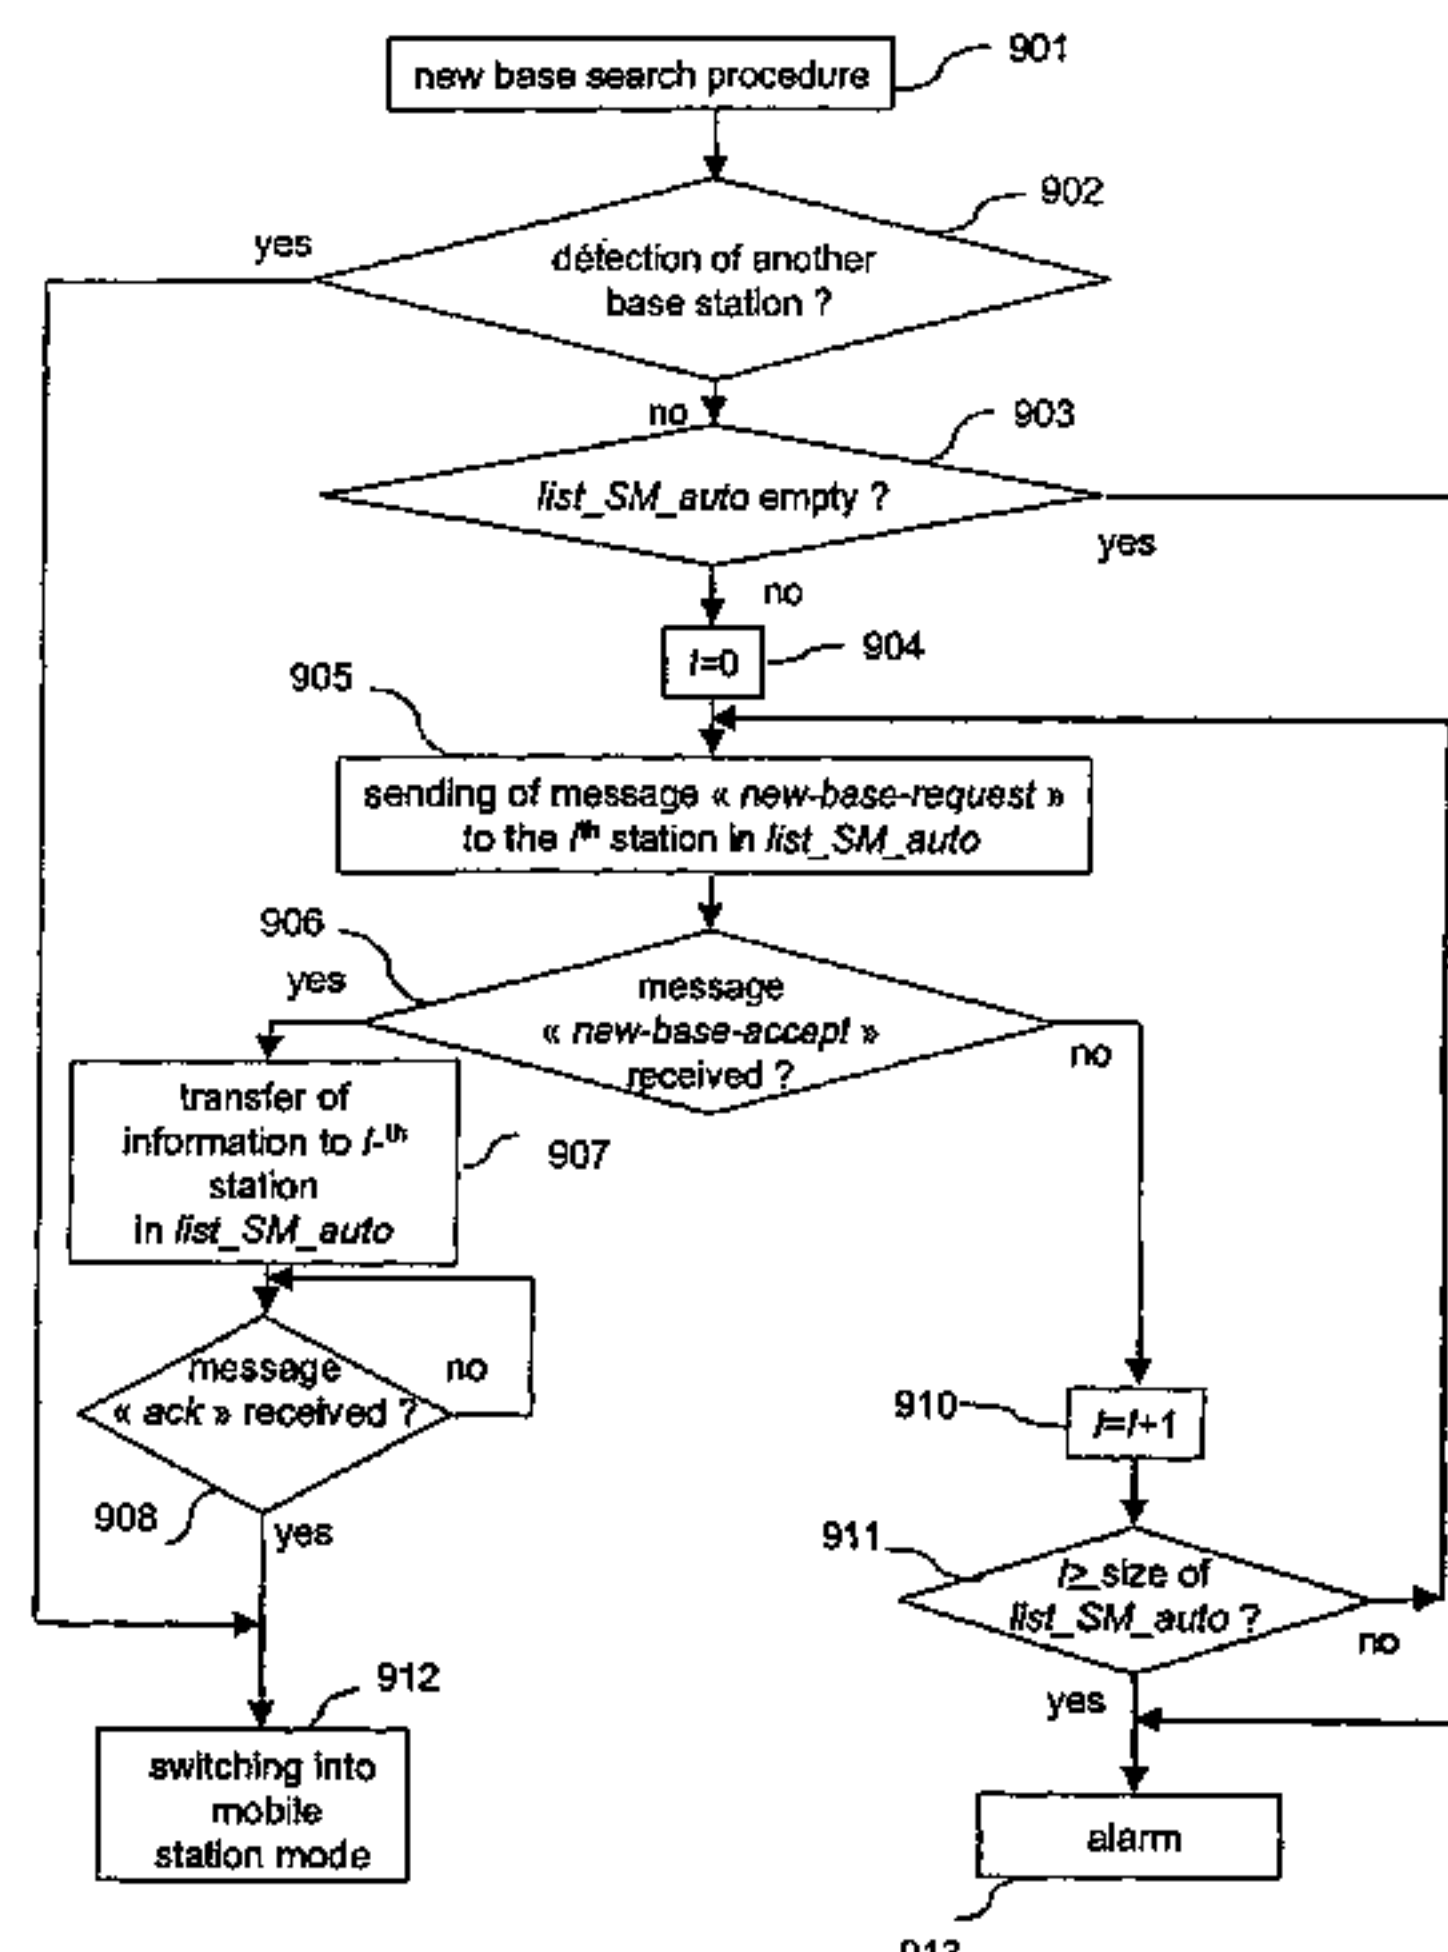 new base search procedure
901
902
yes
détection of another
base station ?
no
903
list_SM_auto empty ?
yes
no
i=0
904
905
sending of message « new-base-request »
to the ith station in list_SM_auto
906
yes
message
« new-base-accept »
received ?
no
transfer of
information to i-th
station
in list_SM_auto
907
message
« ack » received ?
no
908
yes
910
i=i+1
911
i≥ size of
list_SM_auto ?
no
yes
912
switching into
mobile
station mode
alarm
913